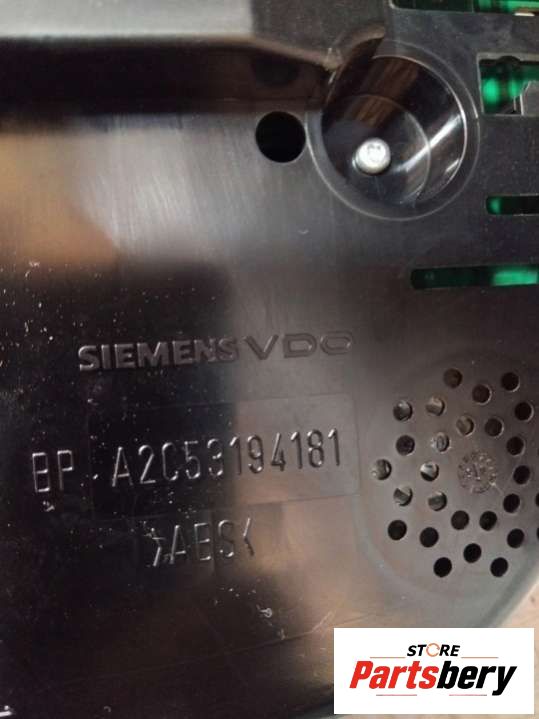 SIEMENS VDO
BP A2C53194181
>ABS<
STORE
Partsbery